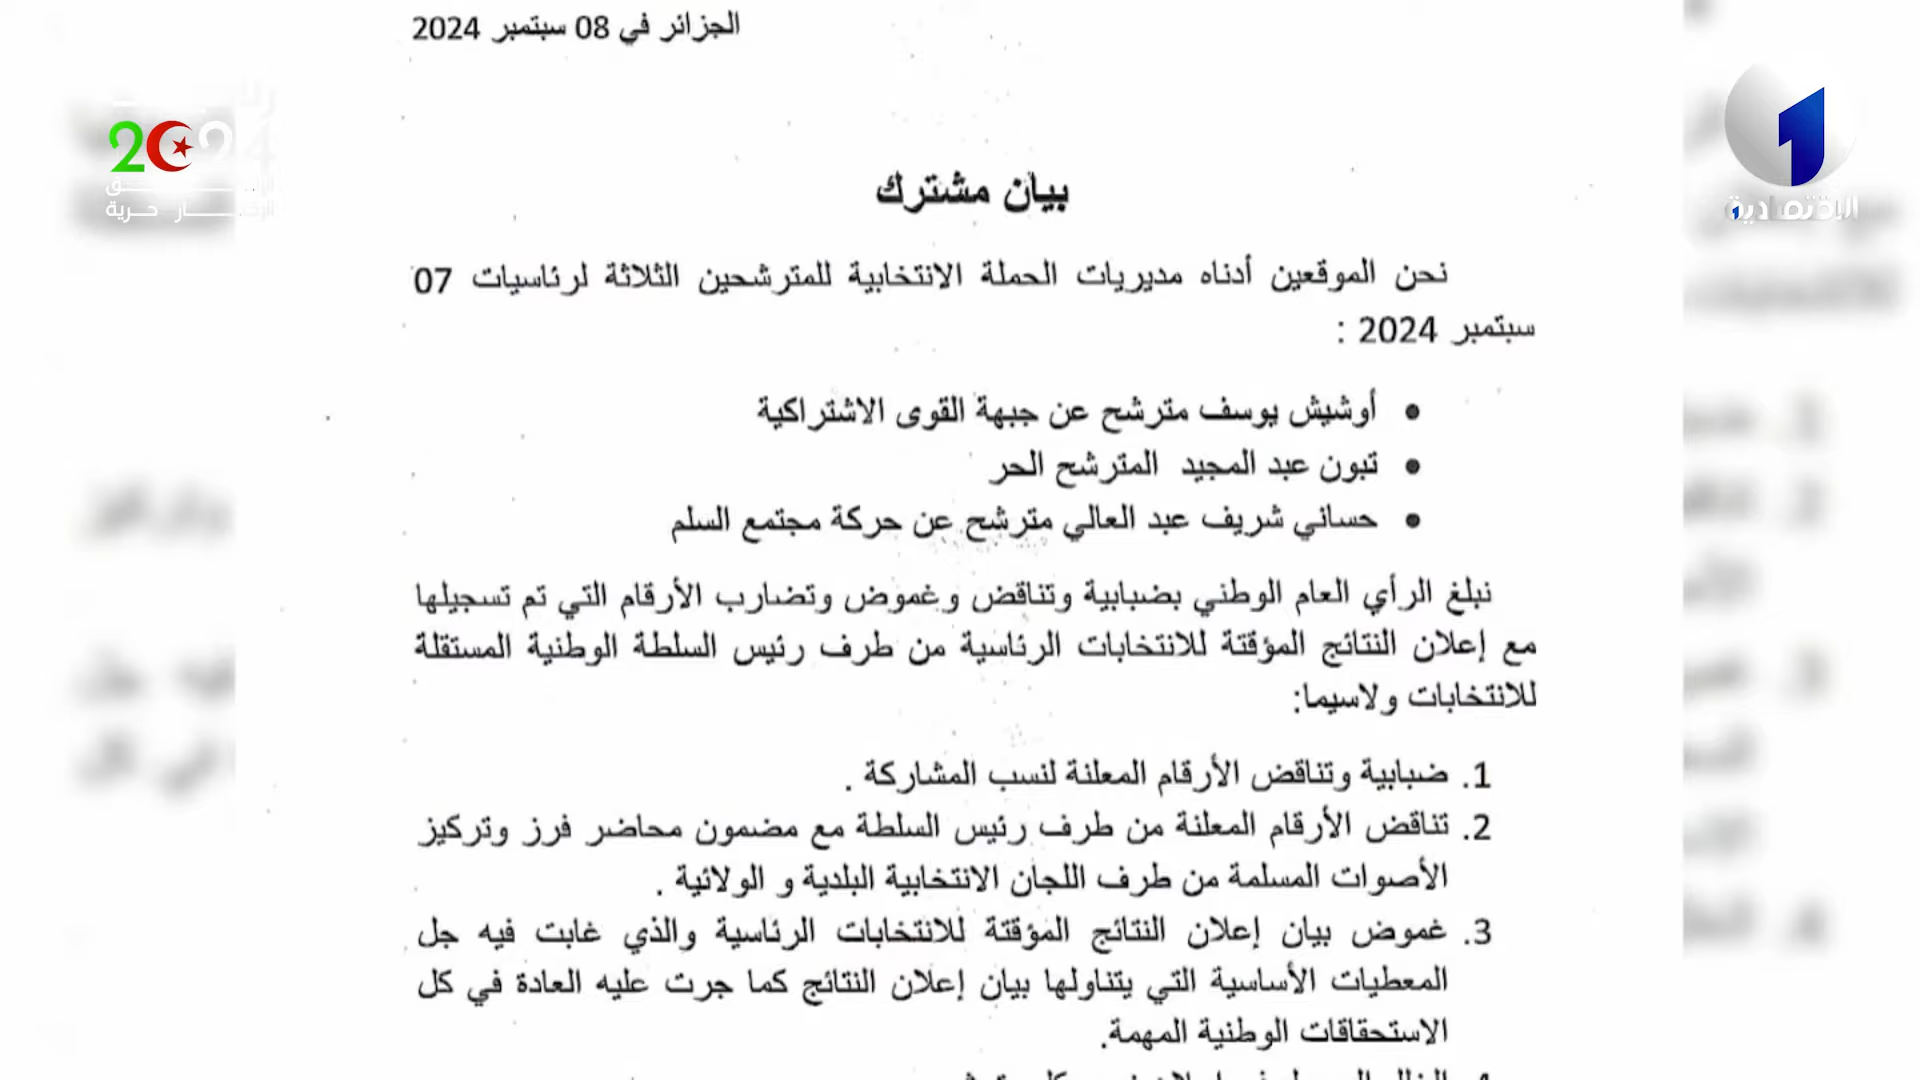 الجزائر في 08 سبتمبر 2024
2024
حرية
الاقتصادية
بيان مشترك
نحن الموقعين أدناه مديريات الحملة الانتخابية للمترشحين الثلاثة لرئاسيات 07
سبتمبر 2024 :
• أوشيش يوسف مترشح عن جبهة القوى الاشتراكية
• تبون عبد المجيد المترشح الحر
• حساني شريف عبد العالي مترشح عن حركة مجتمع السلم
نبلغ الرأي العام الوطني بضبابية وتناقض وغموض وتضارب الأرقام التي تم تسجيلها
مع إعلان النتائج المؤقتة للانتخابات الرئاسية من طرف رئيس السلطة الوطنية المستقلة
للانتخابات ولاسيما:
1. ضبابية وتناقض الأرقام المعلنة لنسب المشاركة .
2. تناقض الأرقام المعلنة من طرف رئيس السلطة مع مضمون محاضر فرز وتركيز
الأصوات المسلمة من طرف اللجان الانتخابية البلدية و الولائية .
3. غموض بيان إعلان النتائج المؤقتة للانتخابات الرئاسية والذي غابت فيه جل
المعطيات الأساسية التي يتناولها بيان إعلان النتائج كما جرت عليه العادة في كل
الاستحقاقات الوطنية المهمة.